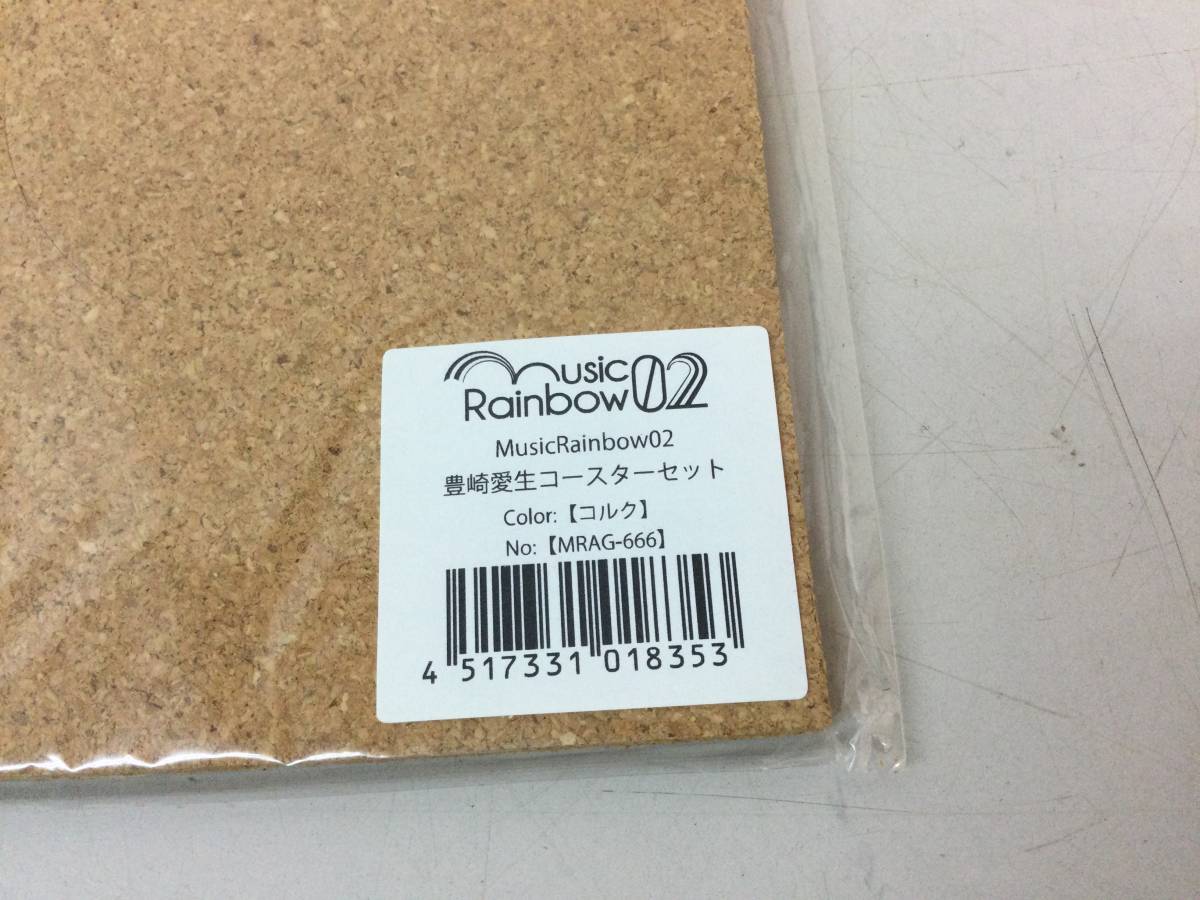 music
Rainbow02
MusicRainbow02
豊崎愛生コースターセット
Color:【コルク】
No:【MRAG-666】
4 517331 018353